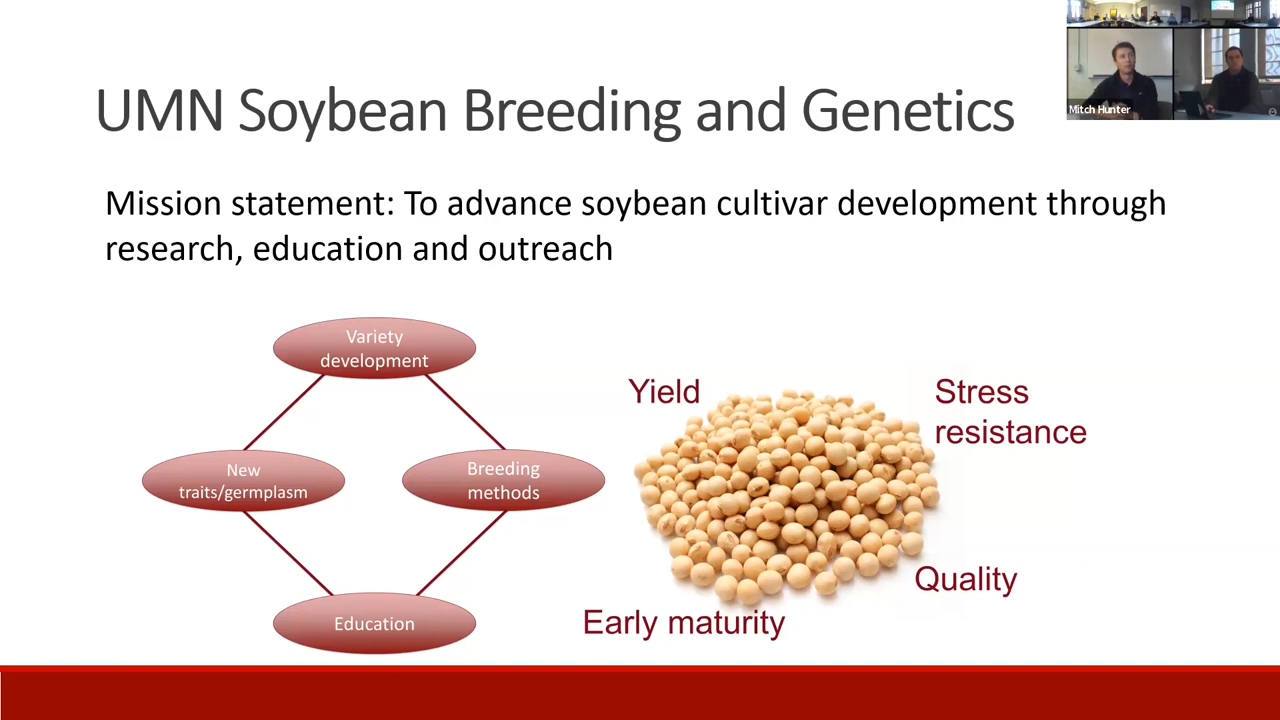 UMN Soybean Breeding and Genetics
Mitch Hunter
Mission statement: To advance soybean cultivar development through
research, education and outreach
Variety
development
New
traits/germplasm
Breeding
methods
Education
Yield
Stress
resistance
Quality
Early maturity